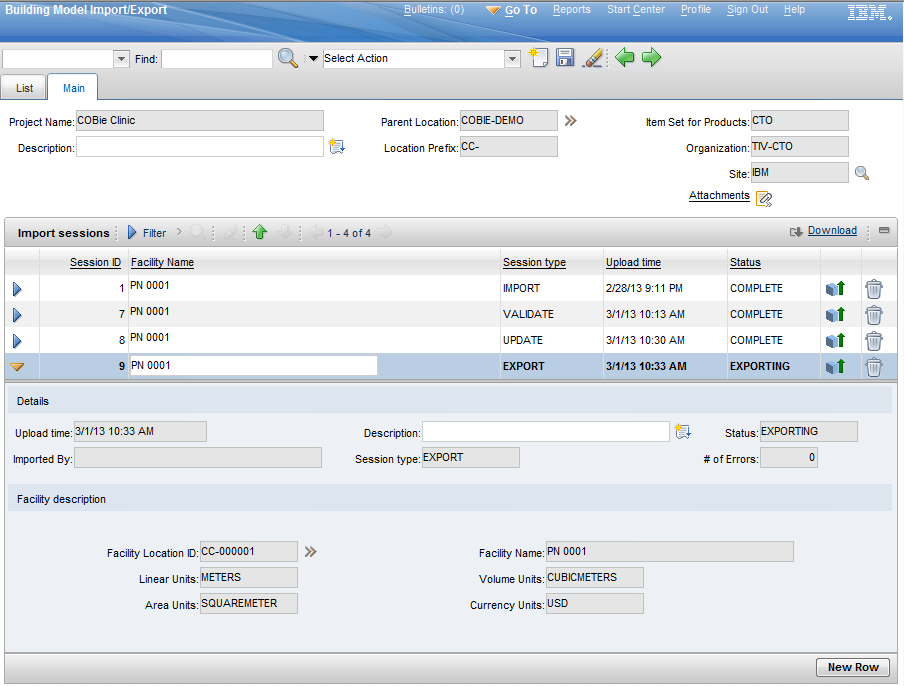 Building Model Import/Export
Bulletins: (0) Go To Reports Start Center Profile Sign Out Help IBM.
Find: Select Action
List Main
Project Name: COBie Clinic Parent Location: COBIE-DEMO Item Set for Products: CTO
Description: Location Prefix: CC- Organization: TIV-CTO
Site: IBM
Attachments
Import sessions Filter 1 - 4 of 4 Download
Session ID Facility Name Session type Upload time Status
1 PN 0001 IMPORT 2/28/13 9:11 PM COMPLETE
7 PN 0001 VALIDATE 3/1/13 10:13 AM COMPLETE
8 PN 0001 UPDATE 3/1/13 10:30 AM COMPLETE
9 PN 0001 EXPORT 3/1/13 10:33 AM EXPORTING
Details
Upload time: 3/1/13 10:33 AM Description: Status: EXPORTING
Imported By: Session type: EXPORT # of Errors: 0
Facility description
Facility Location ID: CC-000001 Facility Name: PN 0001
Linear Units: METERS Volume Units: CUBICMETERS
Area Units: SQUAREMETER Currency Units: USD
New Row